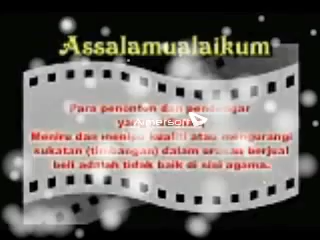 Assalamualaikum
Para penonton dan pendengar
yang
Meniru dan menipu kualiti atau mengurangi
sukatan (timbangan) dalam urusan berjual
beli adalah tidak baik di sisi agama..